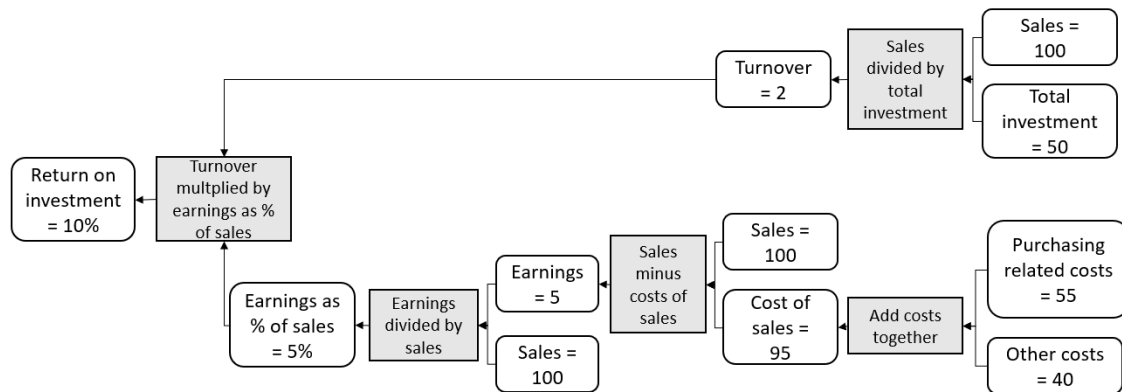 Sales =
100
Sales
divided by
total
investment
Turnover
= 2
Total
investment
= 50
Return on
investment
= 10%
Turnover
multplied by
earnings as %
of sales
Sales =
100
Purchasing
related costs
= 55
Sales
minus
costs of
sales
Earnings
= 5
Earnings as
% of sales
= 5%
Earnings
divided by
sales
Cost of
sales =
95
Add costs
together
Sales =
100
Other costs
= 40